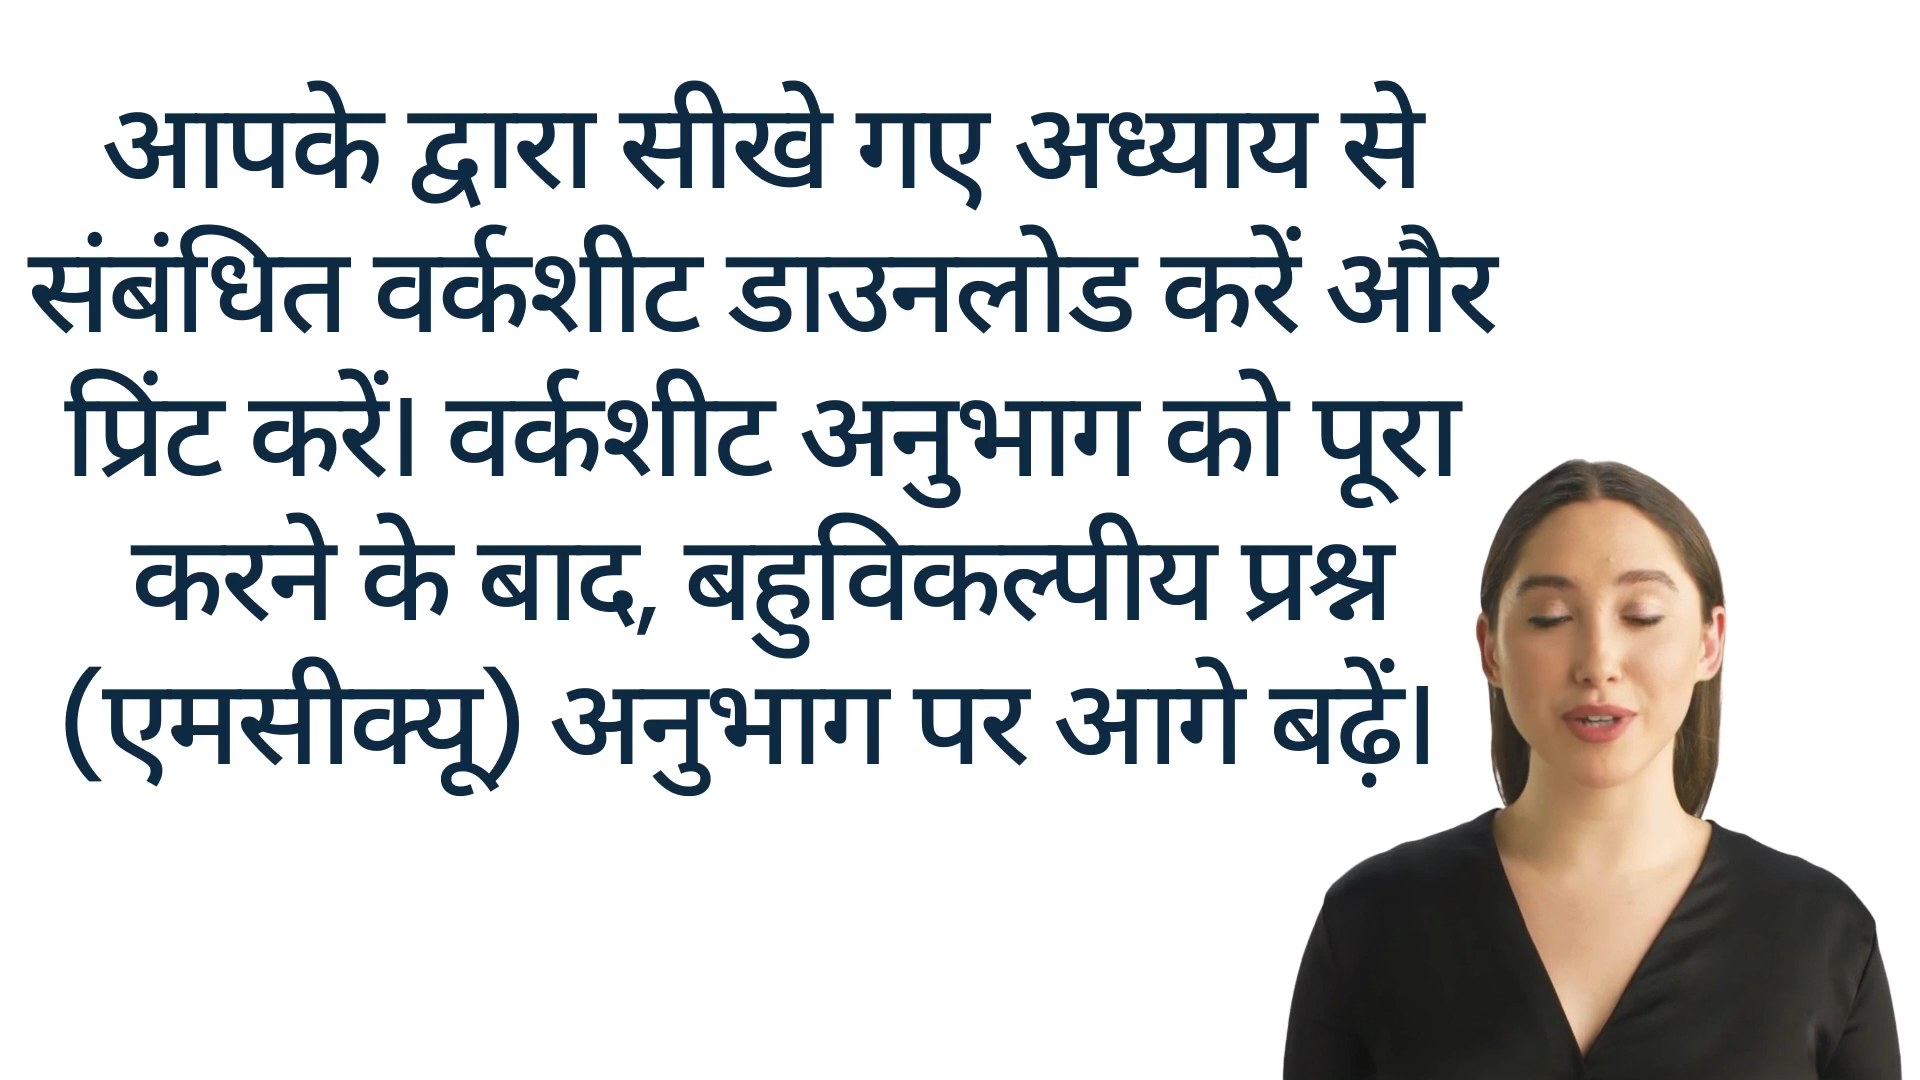 आपके द्वारा सीखे गए अध्याय से
संबंधित वर्कशीट डाउनलोड करें और
प्रिंट करें। वर्कशीट अनुभाग को पूरा
करने के बाद, बहुविकल्पीय प्रश्न
(एमसीक्यू) अनुभाग पर आगे बढ़ें।